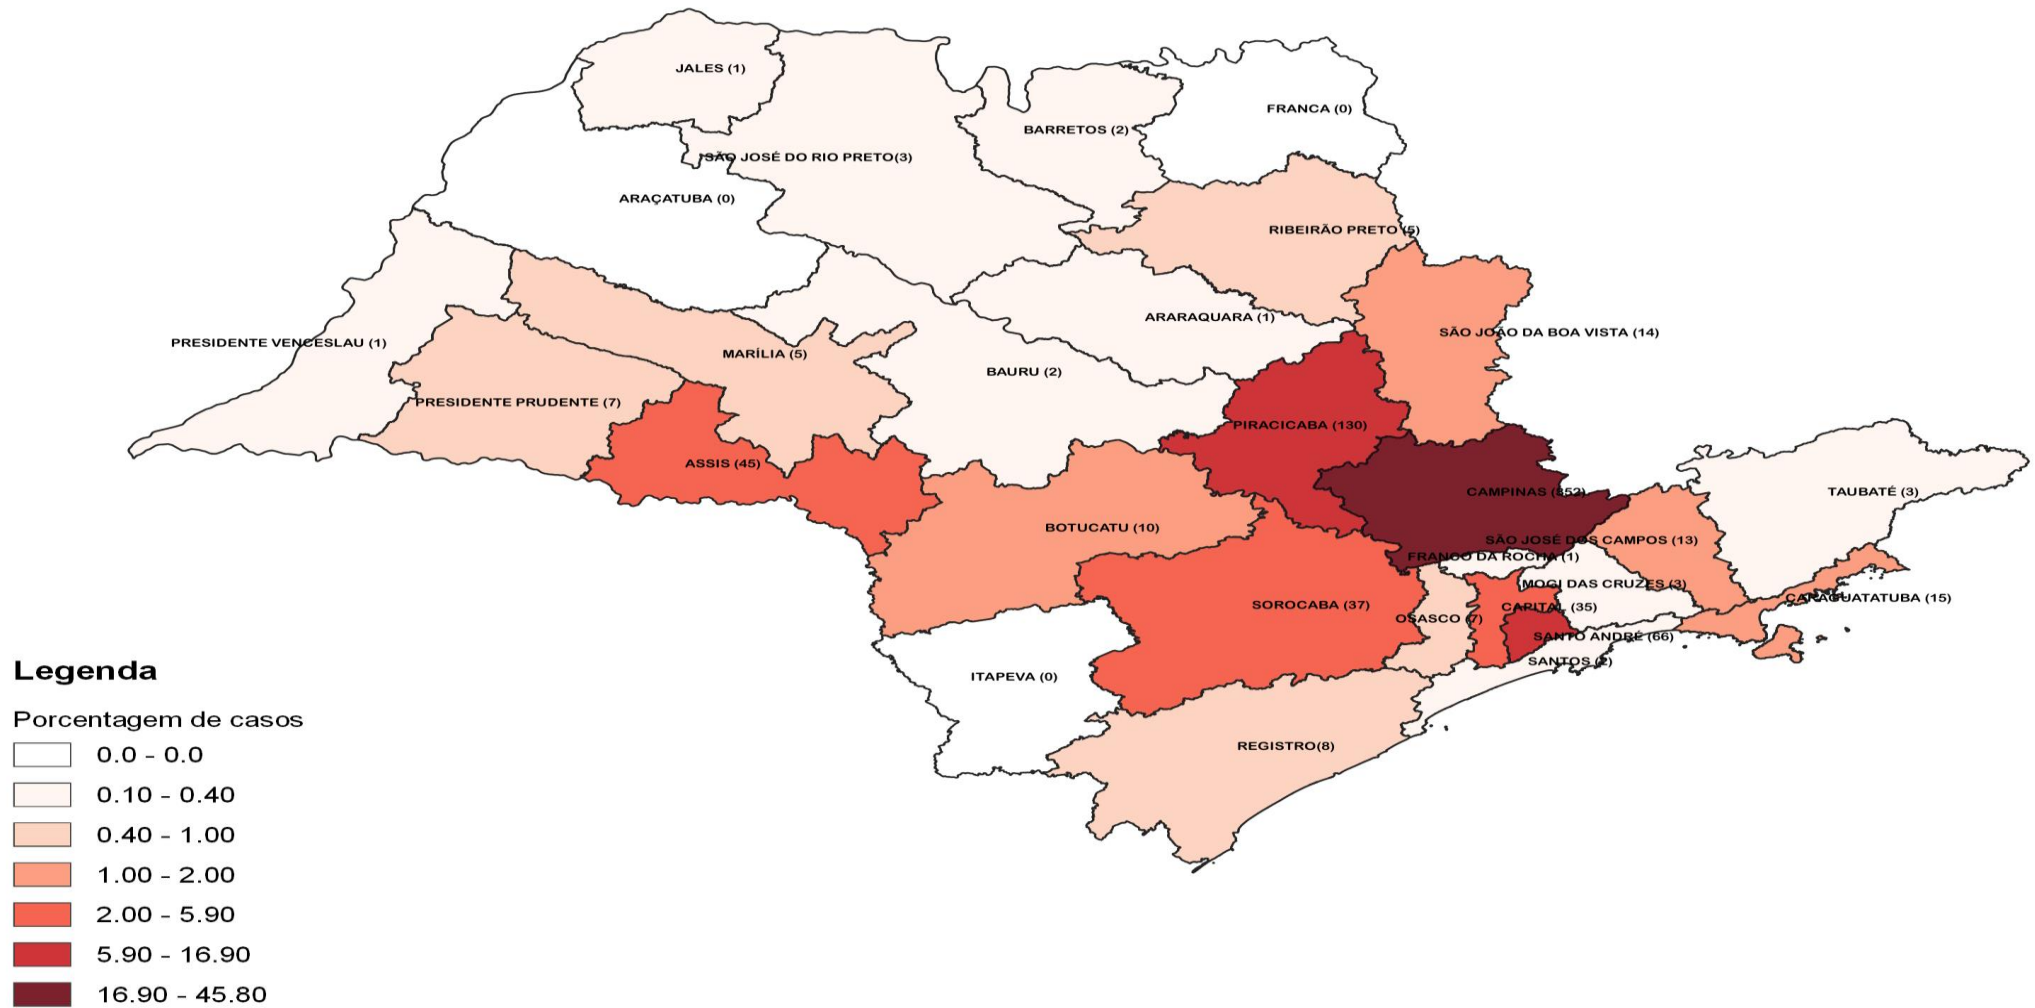 JALES (1)
FRANCA (0)
BARRETOS (2)
SÃO JOSÉ DO RIO PRETO(3)
ARAÇATUBA (0)
RIBEIRÃO PRETO (5)
ARARAQUARA (1)
SÃO JOÃO DA BOA VISTA (14)
PRESIDENTE VENCESLAU (1)
MARÍLIA (5)
BAURU (2)
PRESIDENTE PRUDENTE (7)
PIRACICABA (130)
ASSIS (45)
CAMPINAS (352)
TAUBATÉ (3)
BOTUCATU (10)
SÃO JOSÉ DOS CAMPOS (13)
FRANCO DA ROCHA (1)
MOGI DAS CRUZES (3)
CARAGUATATUBA (15)
SOROCABA (37)
CAPITAL (35)
OSASCO (7)
SANTO ANDRÉ (66)
SANTOS (2)
ITAPEVA (0)
REGISTRO(8)
Legenda
Porcentagem de casos
0.0 - 0.0
0.10 - 0.40
0.40 - 1.00
1.00 - 2.00
2.00 - 5.90
5.90 - 16.90
16.90 - 45.80